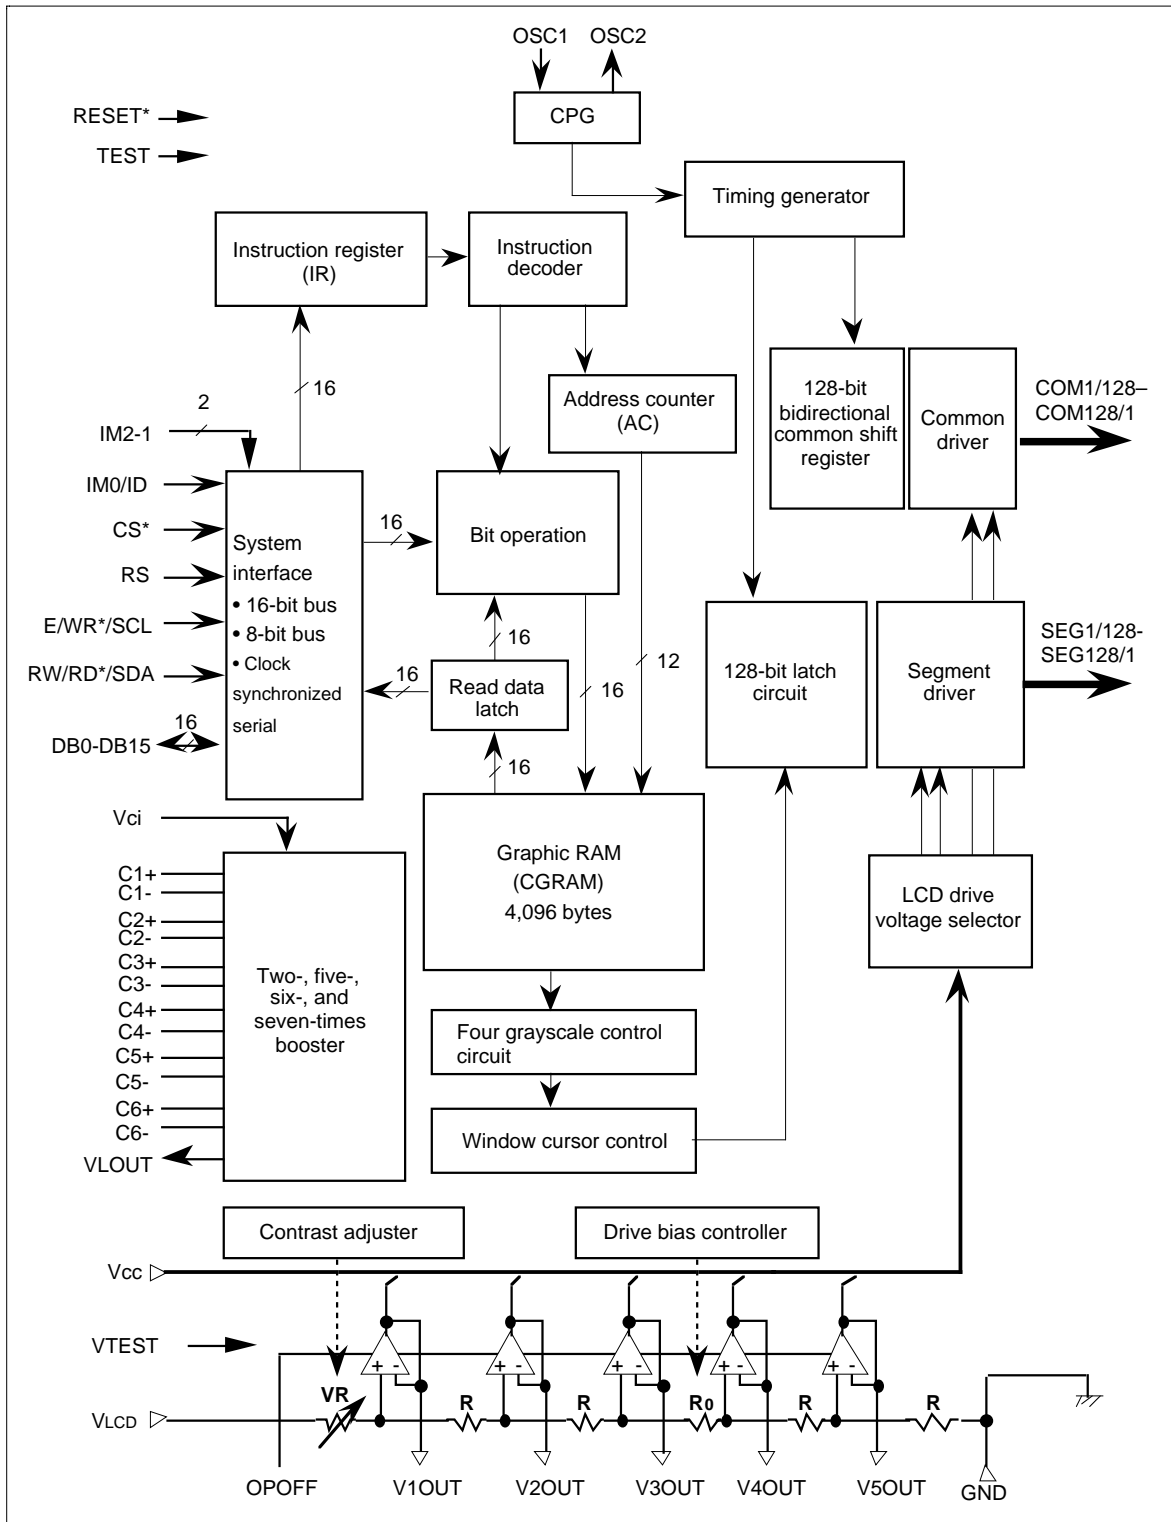 OSC1 OSC2
CPG
RESET*
TEST
Timing generator
Instruction register
(IR)
Instruction
decoder
16
Address counter
(AC)
128-bit
bidirectional
common shift
register
Common
driver
COM1/128–
COM128/1
2
IM2-1
IM0/ID
CS*
RS
E/WR*/SCL
RW/RD*/SDA
DB0-DB15
16
System
interface
• 16-bit bus
• 8-bit bus
• Clock
synchronized
serial
16
Bit operation
16
16
Read data
latch
16
16
12
128-bit latch
circuit
Segment
driver
SEG1/128-
SEG128/1
Vci
C1+
C1-
C2+
C2-
C3+
C3-
C4+
C4-
C5+
C5-
C6+
C6-
VLOUT
Two-, five-,
six-, and
seven-times
booster
Graphic RAM
(CGRAM)
4,096 bytes
LCD drive
voltage selector
Four grayscale control
circuit
Window cursor control
Contrast adjuster
Drive bias controller
Vcc
VTEST
+ - + - + - + - + -
VR R R R0 R R
VLCD
OPOFF V1OUT V2OUT V3OUT V4OUT V5OUT GND